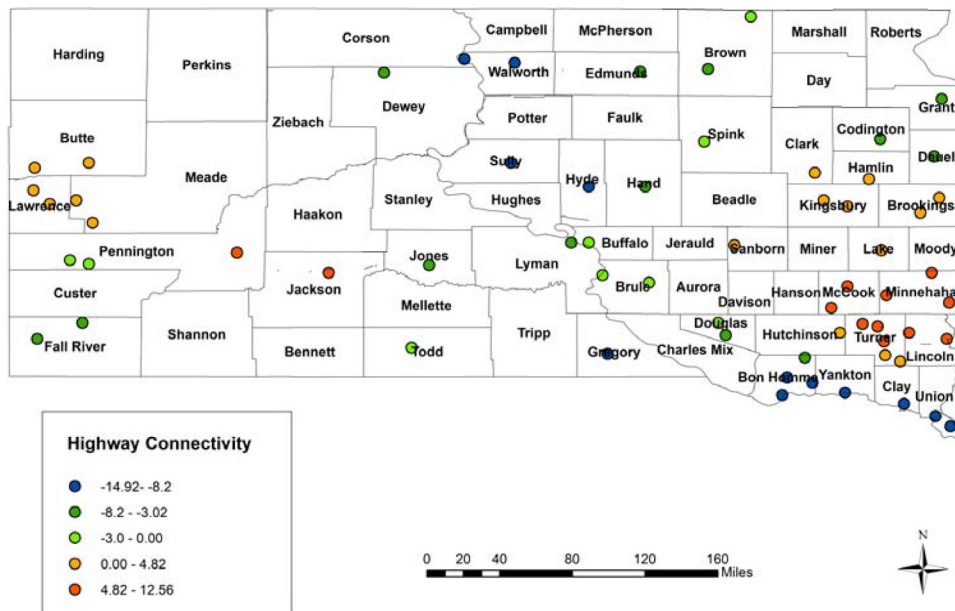 Harding
Perkins
Corson
Campbell
McPherson
Brown
Marshall
Roberts
Walworth
Edmunds
Day
Dewey
Ziebach
Grant
Butte
Potter
Faulk
Spink
Clark
Codington
Hamlin
Duel
Meade
Sully
Hyde
Hand
Lawrence
Stanley
Hughes
Beadle
Kingsbury
Brookings
Haakon
Pennington
Buffalo
Jerauld
Sanborn
Miner
Lake
Moody
Jones
Lyman
Custer
Jackson
Brule
Aurora
Davison
Hanson
McCook
Minnehaha
Mellette
Fall River
Shannon
Bennett
Todd
Tripp
Gregory
Douglas
Charles Mix
Hutchinson
Turner
Lincoln
Bon Homme
Yankton
Clay
Union
Highway Connectivity
-14.92- -8.2
-8.2 - -3.02
-3.0 - 0.00
0.00 - 4.82
4.82 - 12.56
0 20 40 80 120 160
Miles
N